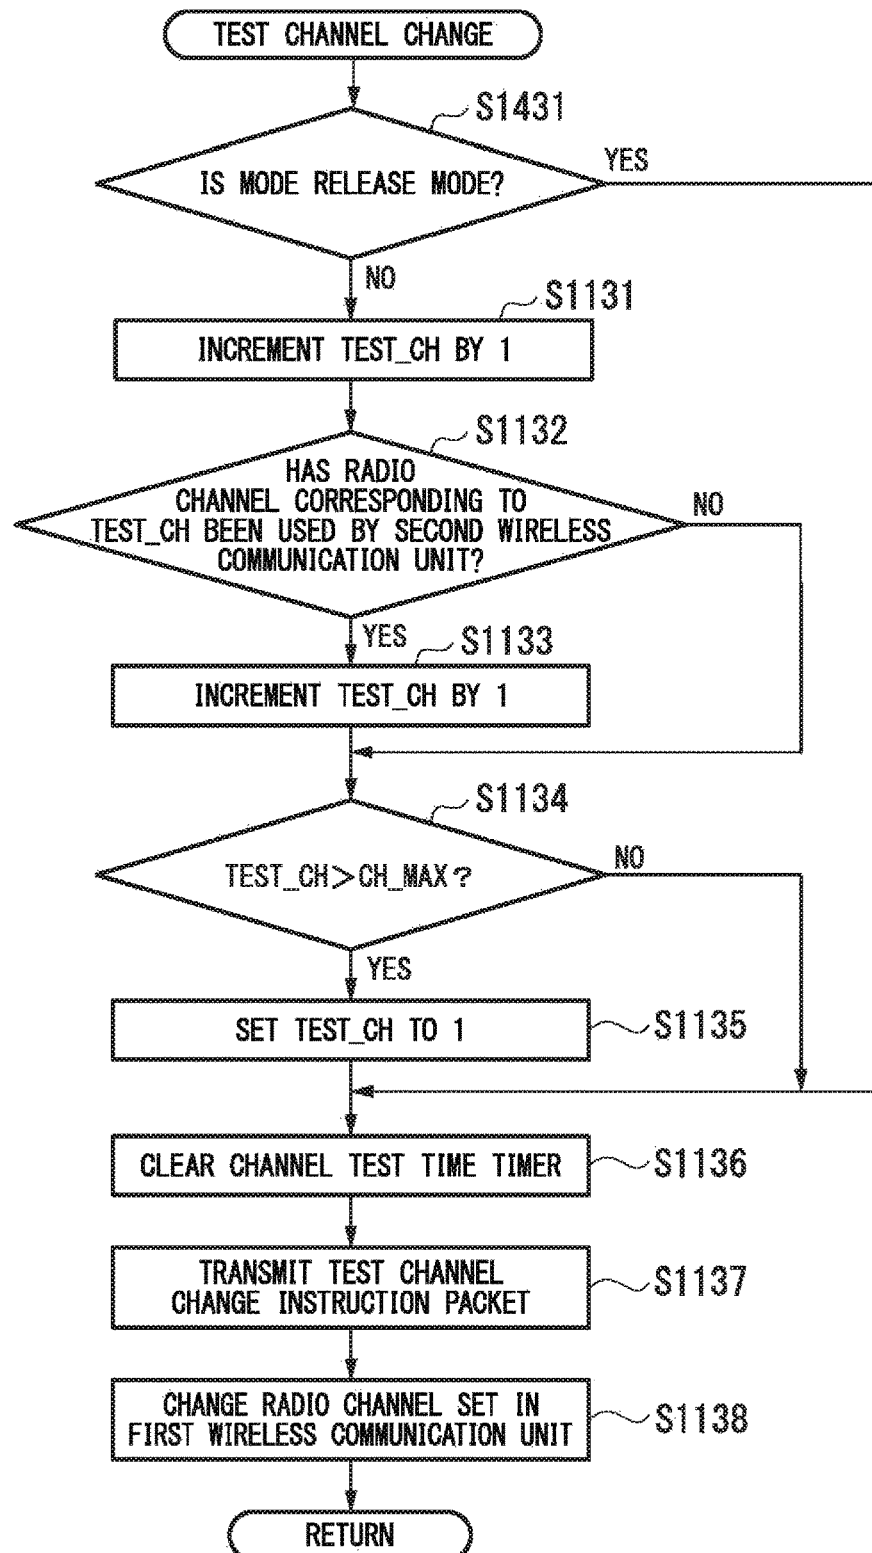 TEST CHANNEL CHANGE
S1431
IS MODE RELEASE MODE?
YES
NO
S1131
INCREMENT TEST_CH BY 1
S1132
HAS RADIO
CHANNEL CORRESPONDING TO
TEST_CH BEEN USED BY SECOND WIRELESS
COMMUNICATION UNIT?
NO
YES
S1133
INCREMENT TEST_CH BY 1
S1134
TEST_CH>CH_MAX?
NO
YES
SET TEST_CH TO 1
S1135
CLEAR CHANNEL TEST TIME TIMER
S1136
TRANSMIT TEST CHANNEL
CHANGE INSTRUCTION PACKET
S1137
CHANGE RADIO CHANNEL SET IN
FIRST WIRELESS COMMUNICATION UNIT
S1138
RETURN